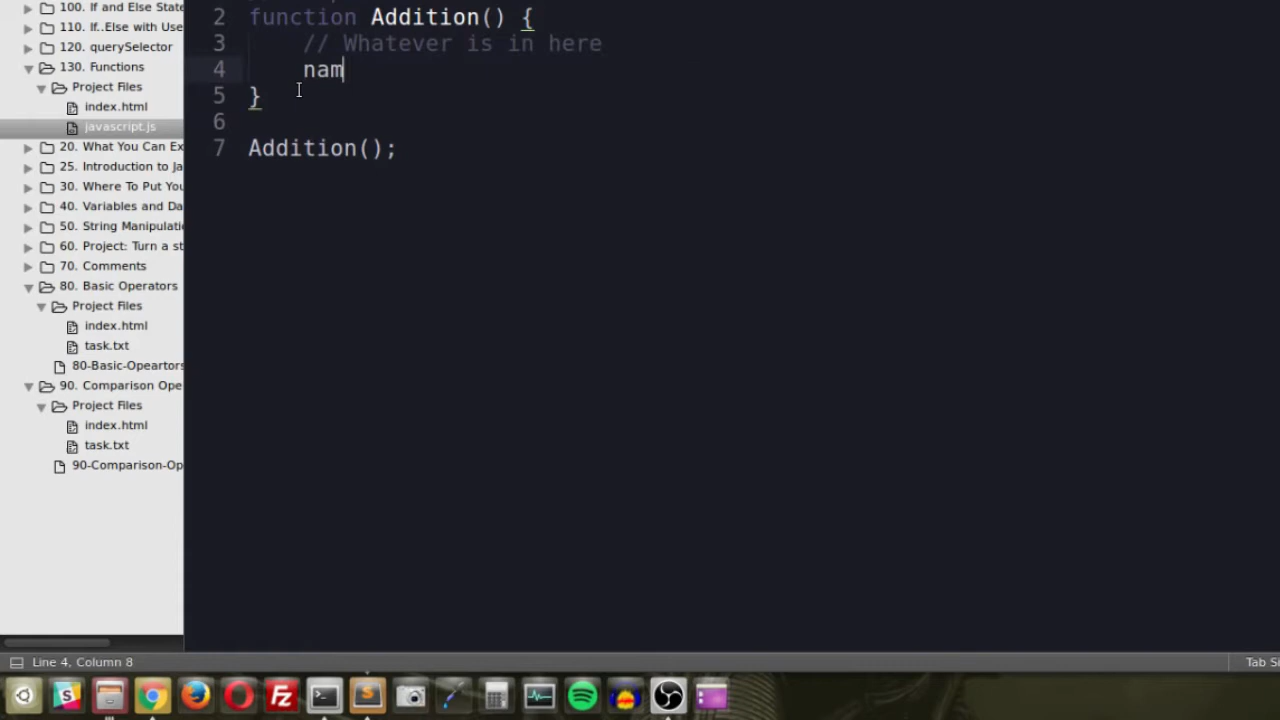 100. If and Else State
110. If..Else with Use
120. querySelector
130. Functions
Project Files
index.html
javascript.js
20. What You Can Ex
25. Introduction to Ja
30. Where To Put You
40. Variables and Da
50. String Manipulati
60. Project: Turn a st
70. Comments
80. Basic Operators
Project Files
index.html
task.txt
80-Basic-Opeartors
90. Comparison Ope
Project Files
index.html
task.txt
90-Comparison-Op
2 function Addition() {
3 // Whatever is in here
4 nam
5 }
6
7 Addition();
Line 4, Column 8
Tab Si